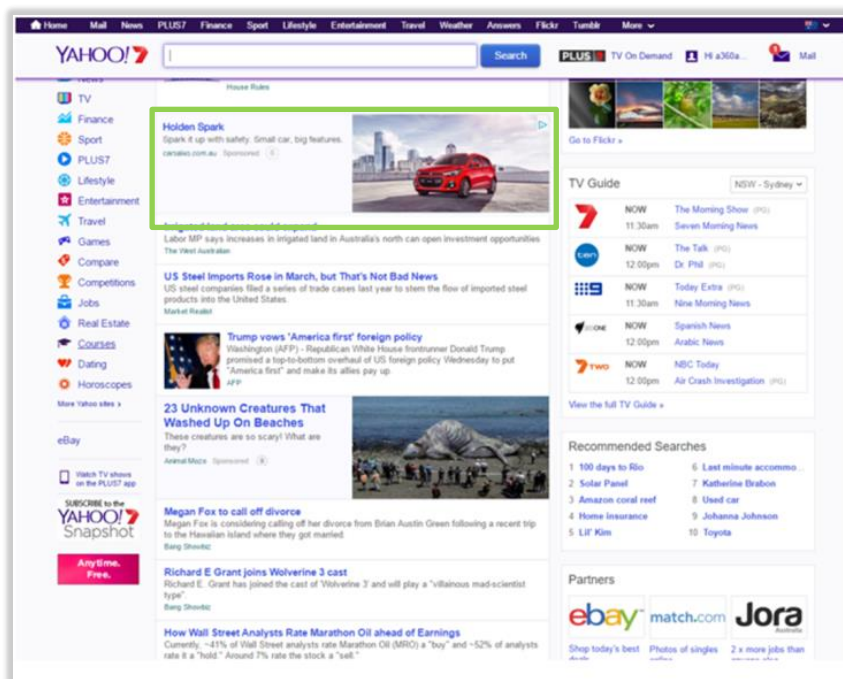 Home Mail News PLUS7 Finance Sport Lifestyle Entertainment Travel Weather Answers Flickr Tumblr More
YAHOO!7
Search
PLUS7 TV On Demand
Hi a360a...
1
Mail
News
TV
Finance
Sport
PLUS7
Lifestyle
Entertainment
Travel
Games
Compare
Competitions
Jobs
Real Estate
Courses
Dating
Horoscopes
More Yahoo sites »
eBay
Watch TV shows
on the PLUS7 app
SUBSCRIBE to the
YAHOO!7
Snapshot
Anytime.
Free.
House Rules
Holden Spark
Spark it up with safety. Small car, big features.
carsales.com.au Sponsored
Irrigated land area could expand
Labor MP says increases in irrigated land in Australia's north can open investment opportunities
The West Australian
US Steel Imports Rose in March, but That's Not Bad News
US steel companies filed a series of trade cases last year to stem the flow of imported steel
products into the United States.
Market Realist
Trump vows 'America first' foreign policy
Washington (AFP) - Republican White House frontrunner Donald Trump
promised a top-to-bottom overhaul of US foreign policy Wednesday to put
"America first" and make its allies pay up.
AFP
23 Unknown Creatures That
Washed Up On Beaches
These creatures are so scary! What are
they?
Animal Mozo Sponsored
Megan Fox to call off divorce
Megan Fox is considering calling off her divorce from Brian Austin Green following a recent trip
to the Hawaiian island where they got married.
Bang Showbiz
Richard E Grant joins Wolverine 3 cast
Richard E. Grant has joined the cast of 'Wolverine 3' and will play a "villainous mad-scientist
type".
Bang Showbiz
How Wall Street Analysts Rate Marathon Oil ahead of Earnings
Currently, ~41% of Wall Street analysts rate Marathon Oil (MRO) a "buy" and ~52% of analysts
rate it a "hold." Around 7% rate the stock a "sell."
Go to Flickr »
TV Guide
NSW - Sydney
7
NOW The Morning Show (PG)
11.30am Seven Morning News
ten
NOW The Talk (PG)
12.00pm Dr. Phil (PG)
9
NOW Today Extra (PG)
11.30am Nine Morning News
ONE
NOW Spanish News
12.00pm Arabic News
7TWO
NOW NBC Today
12.00pm Air Crash Investigation (PG)
View the full TV Guide »
Recommended Searches
1 100 days to Rio
2 Solar Panel
3 Amazon coral reef
4 Home insurance
5 Lil' Kim
6 Last minute accommo...
7 Katherine Brabon
8 Used car
9 Johanna Johnson
10 Toyota
Partners
ebay match.com Jora
Australia
Shop today's best
Photos of singles
2 x more jobs than